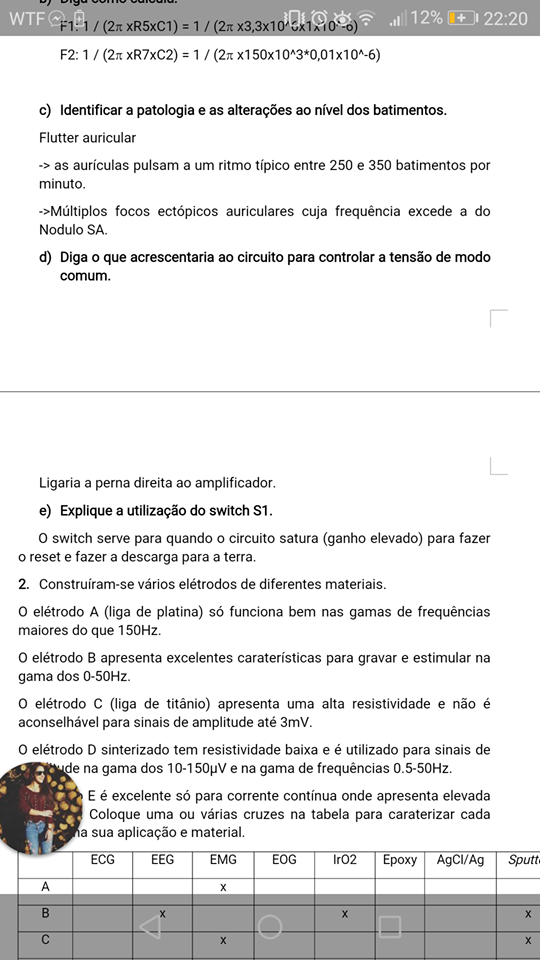 b) Diga como calcula.
WTF 12% 22:20
F1: 1 / (2π xR5xC1) = 1 / (2π x3,3x10^6x1x10^-6)
F2: 1 / (2π xR7xC2) = 1 / (2π x150x10^3*0,01x10^-6)
c) Identificar a patologia e as alterações ao nível dos batimentos.
Flutter auricular
-> as aurículas pulsam a um ritmo típico entre 250 e 350 batimentos por
minuto.
->Múltiplos focos ectópicos auriculares cuja frequência excede a do
Nodulo SA.
d) Diga o que acrescentaria ao circuito para controlar a tensão de modo
comum.
Ligaria a perna direita ao amplificador.
e) Explique a utilização do switch S1.
O switch serve para quando o circuito satura (ganho elevado) para fazer
o reset e fazer a descarga para a terra.
2. Construíram-se vários elétrodos de diferentes materiais.
O elétrodo A (liga de platina) só funciona bem nas gamas de frequências
maiores do que 150Hz.
O elétrodo B apresenta excelentes caraterísticas para gravar e estimular na
gama dos 0-50Hz.
O elétrodo C (liga de titânio) apresenta uma alta resistividade e não é
aconselhável para sinais de amplitude até 3mV.
O elétrodo D sinterizado tem resistividade baixa e é utilizado para sinais de
ude na gama dos 10-150µV e na gama de frequências 0.5-50Hz.
E é excelente só para corrente contínua onde apresenta elevada
Coloque uma ou várias cruzes na tabela para caraterizar cada
na sua aplicação e material.
ECG EEG EMG EOG IrO2 Epoxy AgCl/Ag Sputt
A x
B x x x
C x x